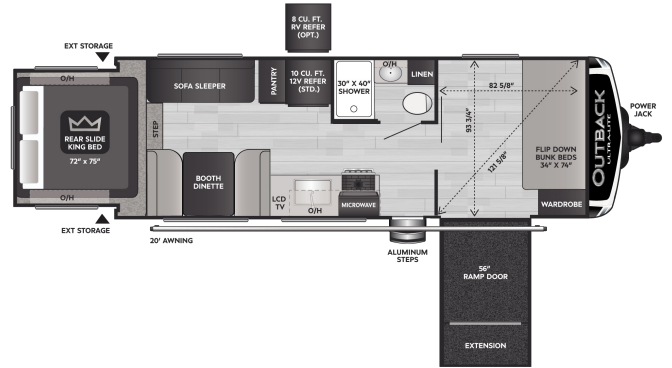 8 CU. FT.
RV REFER
(OPT.)
EXT STORAGE
O/H
REAR SLIDE
KING BED
72" x 75"
O/H
EXT STORAGE
STEP
SOFA SLEEPER
PANTRY
10 CU. FT.
12V REFER
(STD.)
30" X 40"
SHOWER
O/H
LINEN
82 5/8"
93 3/4"
121 5/8"
FLIP DOWN
BUNK BEDS
34" X 74"
WARDROBE
OUTBACK
ULTRA-LITE
POWER
JACK
BOOTH
DINETTE
LCD
TV
O/H
MICROWAVE
20' AWNING
ALUMINUM
STEPS
56"
RAMP DOOR
EXTENSION